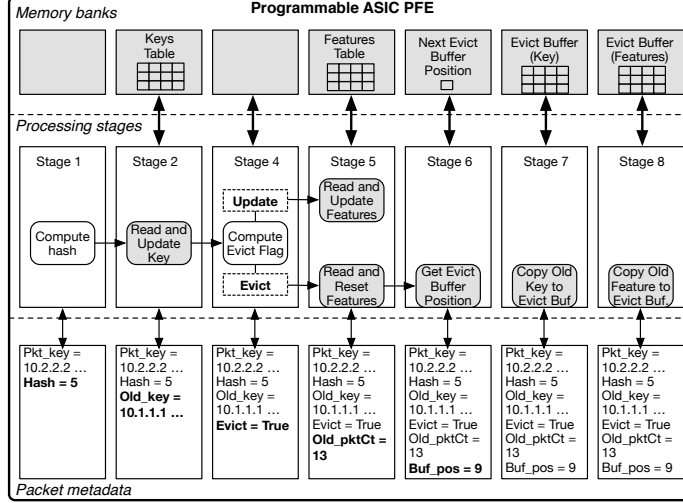 Programmable ASIC PFE
Memory banks
Keys
Table
Features
Table
Next Evict
Buffer
Position
Evict Buffer
(Key)
Evict Buffer
(Features)
Processing stages
Stage 1
Stage 2
Stage 4
Stage 5
Stage 6
Stage 7
Stage 8
Compute
hash
Read and
Update
Key
Update
Compute
Evict Flag
Evict
Read and
Update
Features
Read and
Reset
Features
Get Evict
Buffer
Position
Copy Old
Key to
Evict Buf.
Copy Old
Feature to
Evict Buf.
Pkt_key =
10.2.2.2 ...
Hash = 5
Pkt_key =
10.2.2.2 ...
Hash = 5
Old_key =
10.1.1.1 ...
Pkt_key =
10.2.2.2 ...
Hash = 5
Old_key =
10.1.1.1 ...
Evict = True
Pkt_key =
10.2.2.2 ...
Hash = 5
Old_key =
10.1.1.1 ...
Evict = True
Old_pktCt =
13
Pkt_key =
10.2.2.2 ...
Hash = 5
Old_key =
10.1.1.1 ...
Evict = True
Old_pktCt =
13
Buf_pos = 9
Pkt_key =
10.2.2.2 ...
Hash = 5
Old_key =
10.1.1.1 ...
Evict = True
Old_pktCt =
13
Buf_pos = 9
Pkt_key =
10.2.2.2 ...
Hash = 5
Old_key =
10.1.1.1 ...
Evict = True
Old_pktCt =
13
Buf_pos = 9
Packet metadata